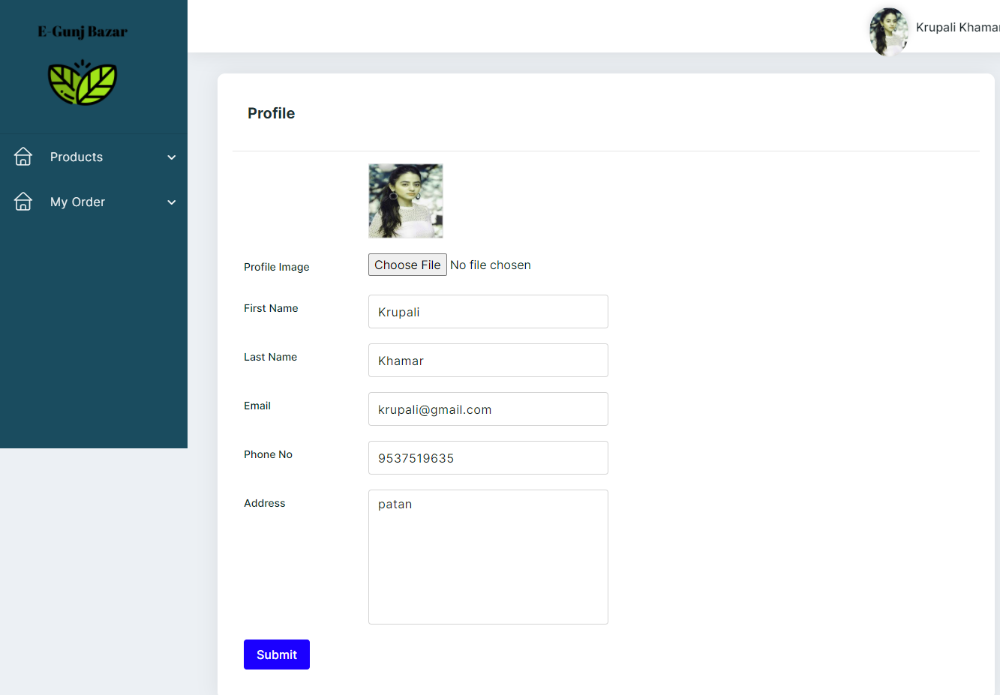 E-Gunj Bazar
Krupali Khamar
Products
My Order
Profile
Profile Image
Choose File No file chosen
First Name
Krupali
Last Name
Khamar
Email
krupali@gmail.com
Phone No
9537519635
Address
patan
Submit